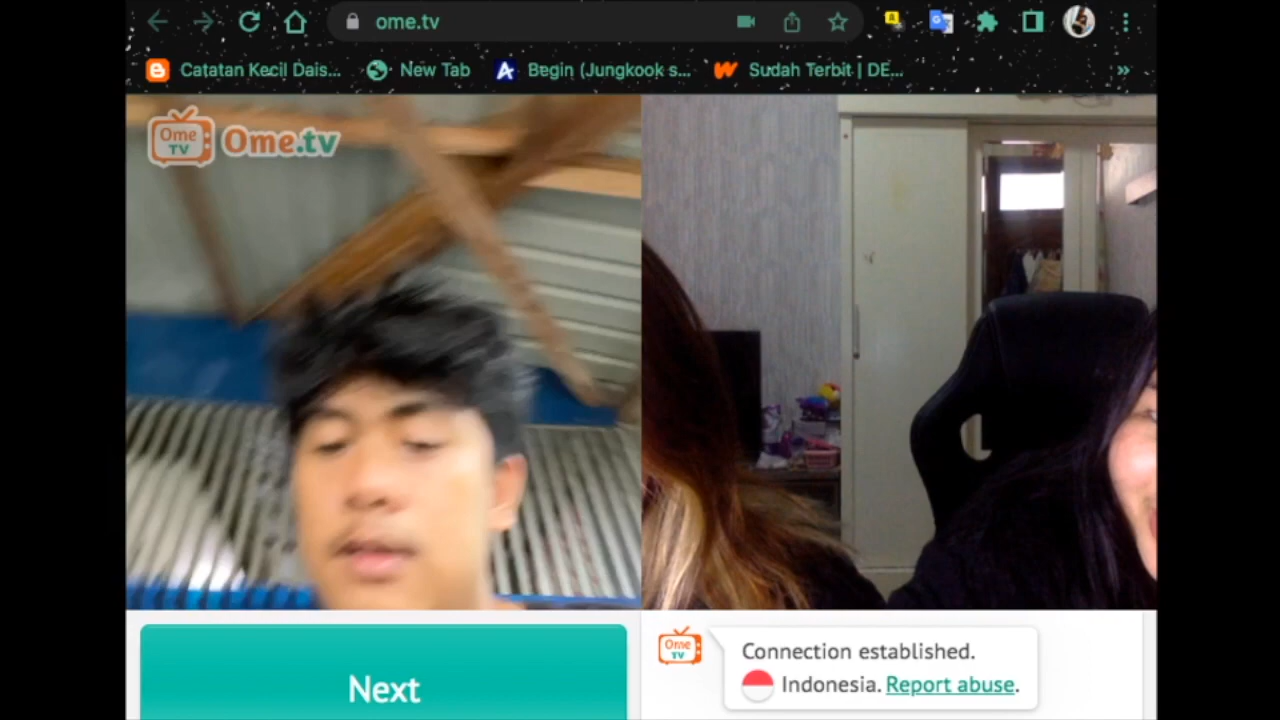 ome.tv
Catatan Kecil Dais...
New Tab
Begin (Jungkook s...
Sudah Terbit | DE...
»
Ome
TV
Ome.tv
Next
Ome
TV
Connection established.
Indonesia. Report abuse.